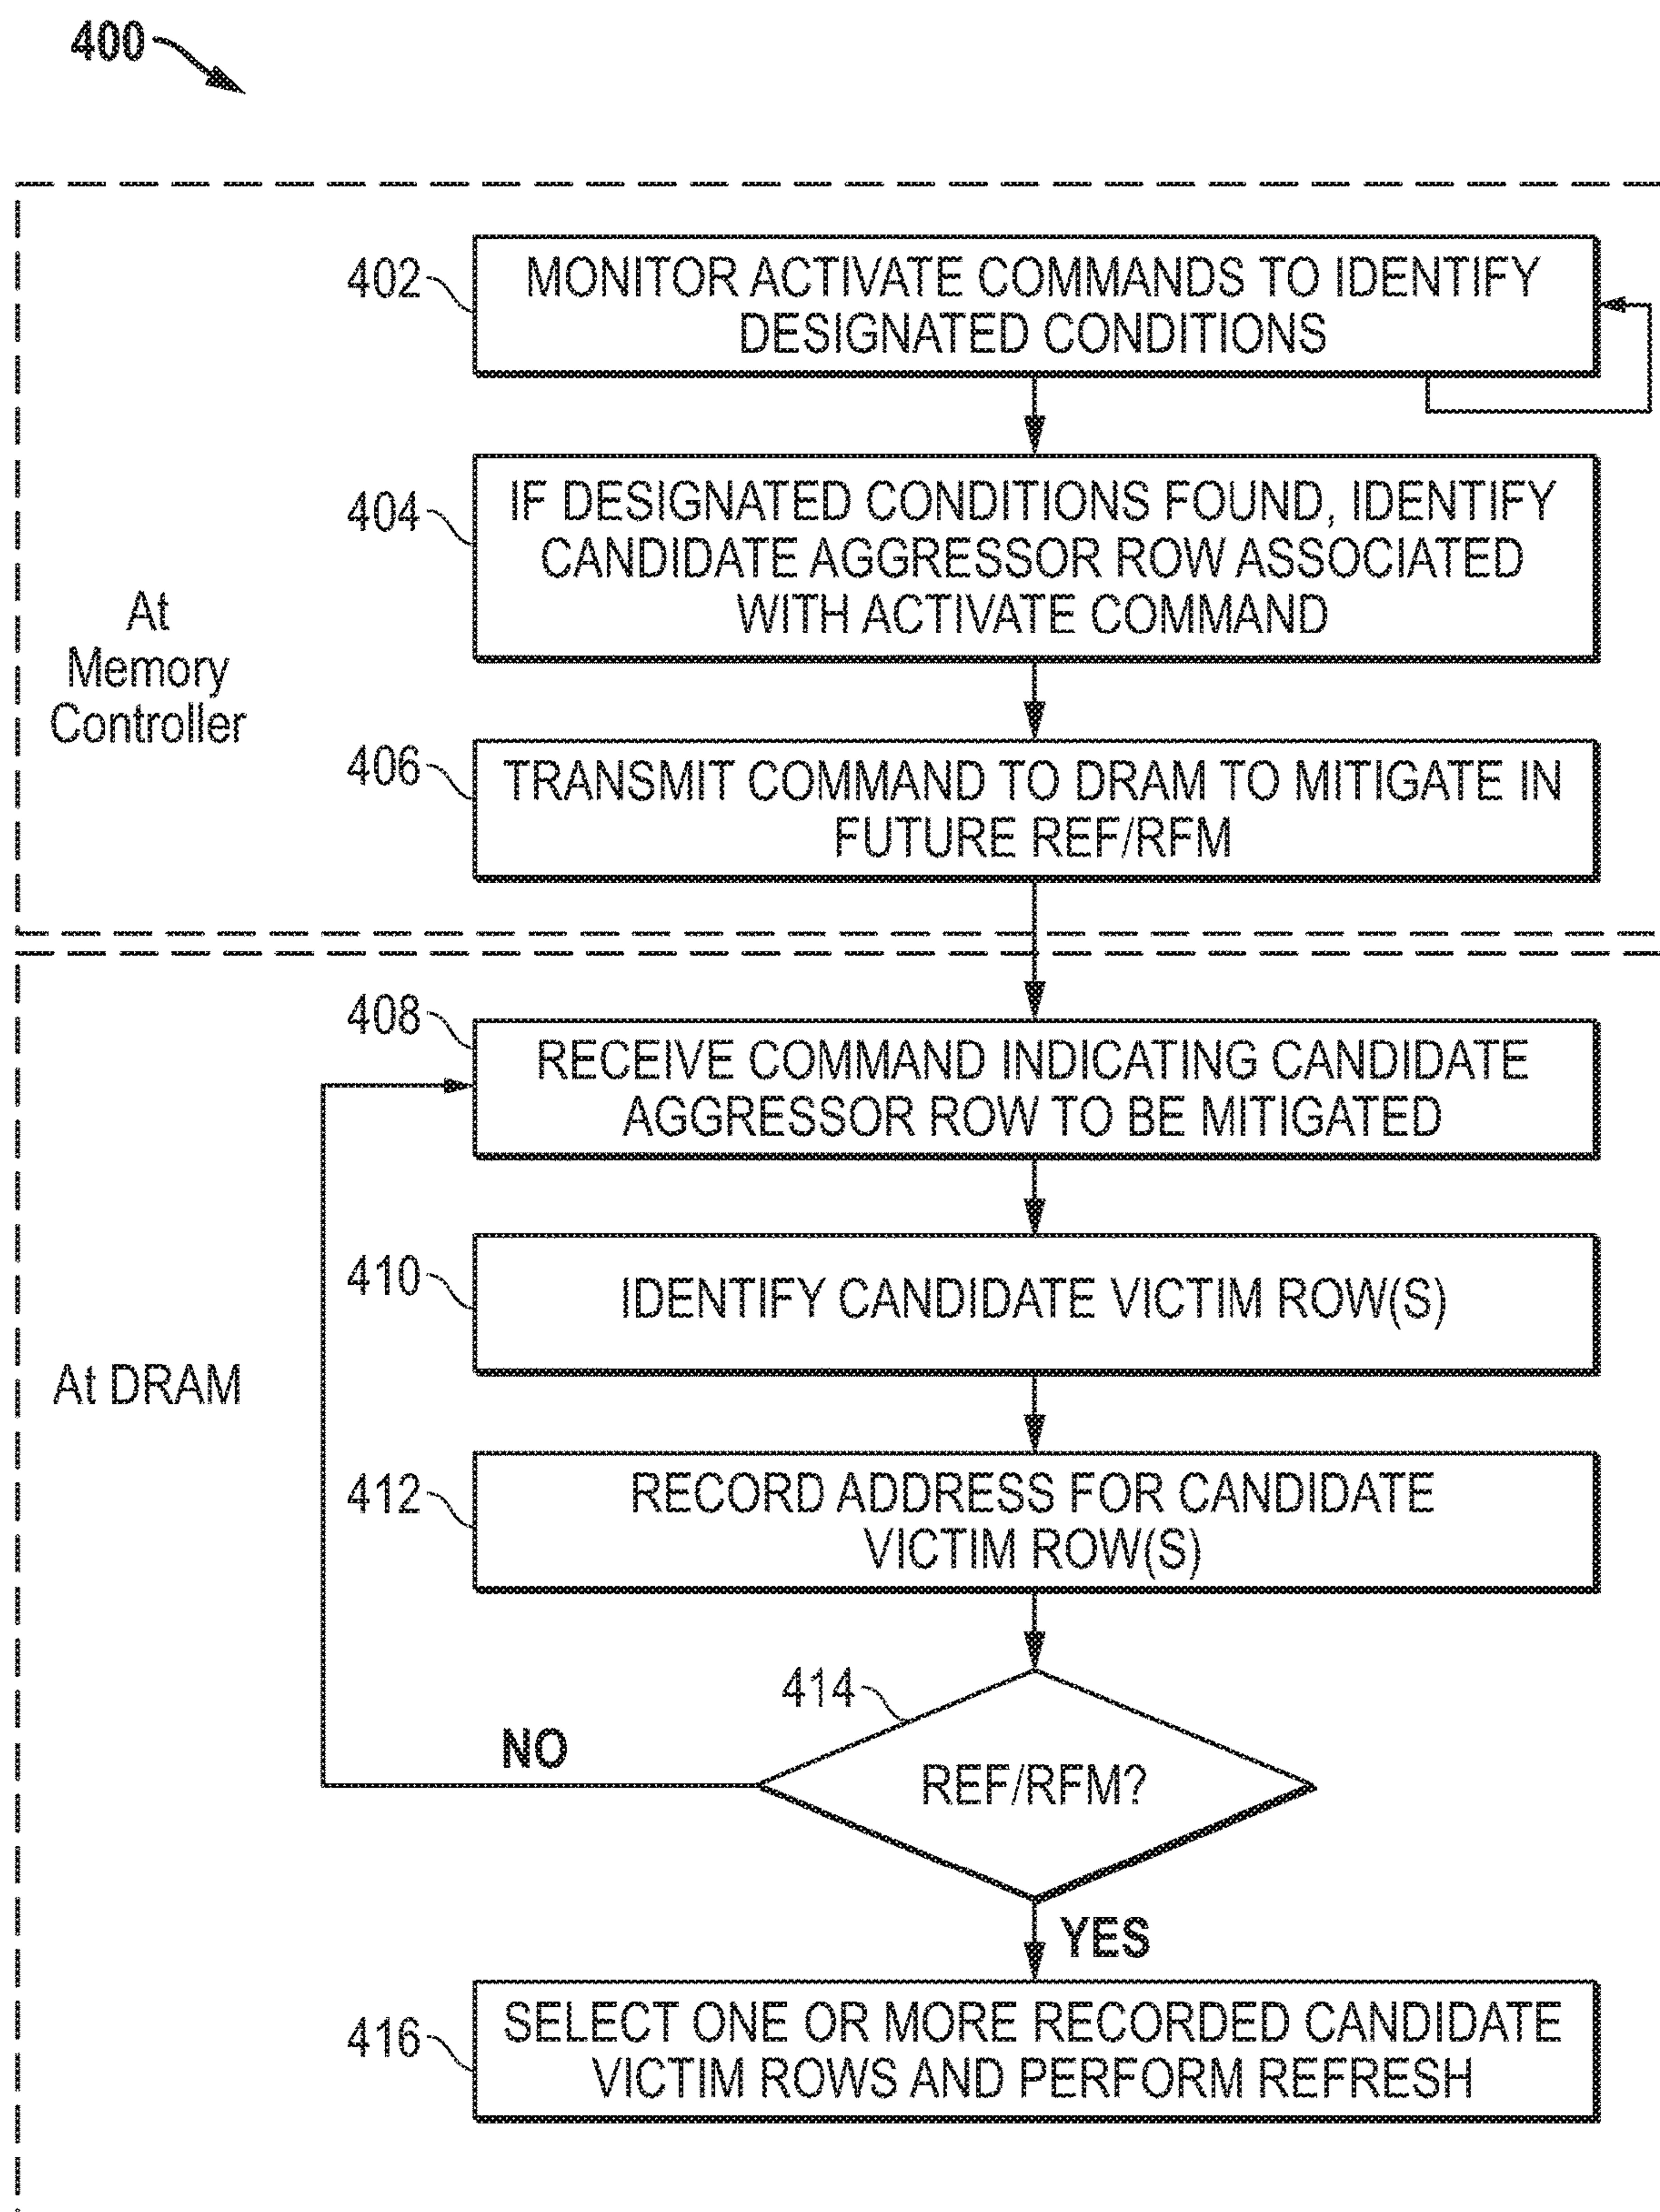 400
402
MONITOR ACTIVATE COMMANDS TO IDENTIFY
DESIGNATED CONDITIONS
404
IF DESIGNATED CONDITIONS FOUND, IDENTIFY
CANDIDATE AGGRESSOR ROW ASSOCIATED
WITH ACTIVATE COMMAND
At
Memory
Controller
406
TRANSMIT COMMAND TO DRAM TO MITIGATE IN
FUTURE REF/RFM
408
RECEIVE COMMAND INDICATING CANDIDATE
AGGRESSOR ROW TO BE MITIGATED
410
IDENTIFY CANDIDATE VICTIM ROW(S)
At DRAM
412
RECORD ADDRESS FOR CANDIDATE
VICTIM ROW(S)
414
NO
REF/RFM?
YES
416
SELECT ONE OR MORE RECORDED CANDIDATE
VICTIM ROWS AND PERFORM REFRESH